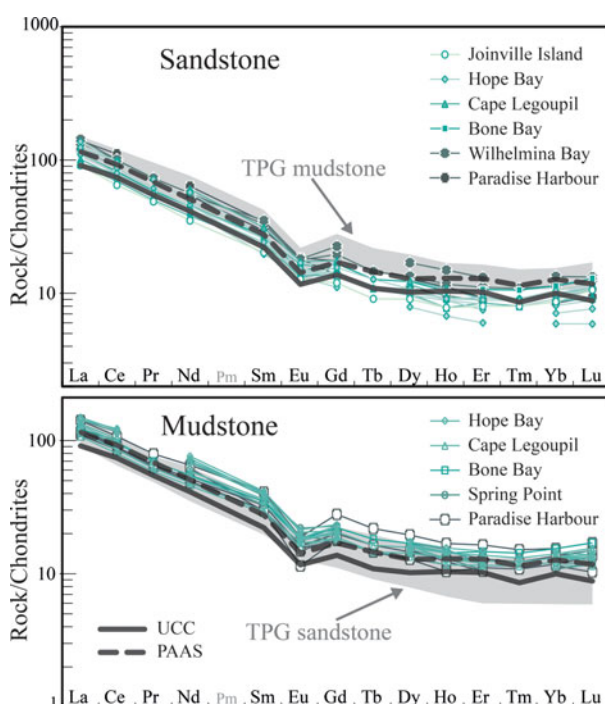 1000
Sandstone
Joinville Island
Hope Bay
Cape Legoupil
Bone Bay
Wilhelmina Bay
Paradise Harbour
TPG mudstone
100
10
Rock/Chondrites
La Ce Pr Nd Pm Sm Eu Gd Tb Dy Ho Er Tm Yb Lu
Mudstone
Hope Bay
Cape Legoupil
Bone Bay
Spring Point
Paradise Harbour
100
10
1
Rock/Chondrites
UCC
PAAS
TPG sandstone
La Ce Pr Nd Pm Sm Eu Gd Tb Dy Ho Er Tm Yb Lu